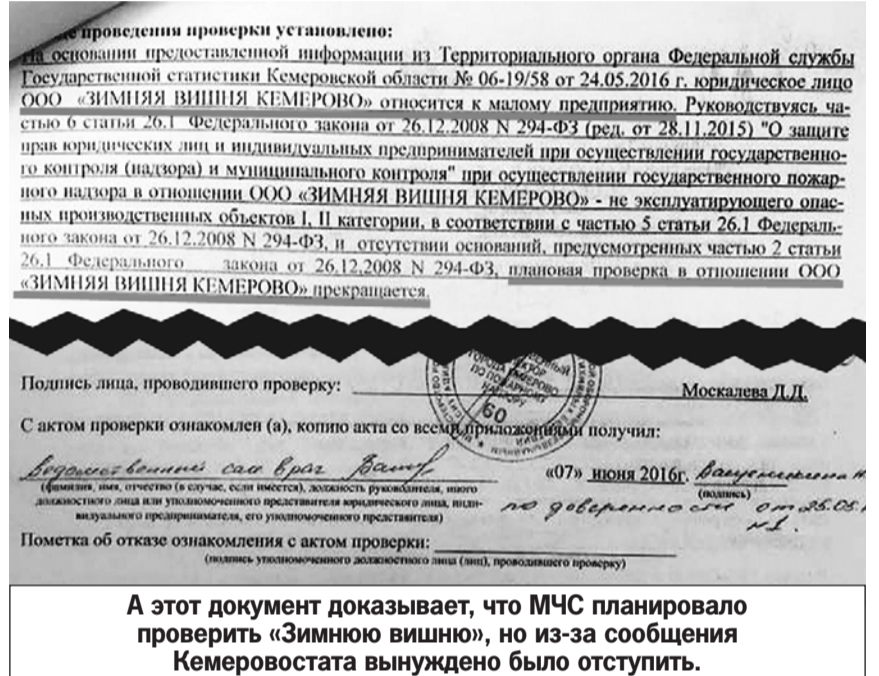 де проведения проверки установлено:
На основании предоставленной информации из Территориального органа Федеральной службы
Государственной статистики Кемеровской области № 06-19/58 от 24.05.2016 г. юридическое лицо
ООО «ЗИМНЯЯ ВИШНЯ КЕМЕРОВО» относится к малому предприятию. Руководствуясь ча-
стью 6 статьи 26.1 Федерального закона от 26.12.2008 N 294-ФЗ (ред. от 28.11.2015) "О защите
прав юридических лиц и индивидуальных предпринимателей при осуществлении государственно-
го контроля (надзора) и муниципального контроля" при осуществлении государственного пожар-
ного надзора в отношении ООО «ЗИМНЯЯ ВИШНЯ КЕМЕРОВО» - не эксплуатирующего опас-
ных производственных объектов I, II категории, в соответствии с частью 5 статьи 26.1 Федераль-
ного закона от 26.12.2008 N 294-ФЗ, и отсутствии оснований, предусмотренных частью 2 статьи
26.1 Федерального закона от 26.12.2008 N 294-ФЗ, плановая проверка в отношении ООО
«ЗИМНЯЯ ВИШНЯ КЕМЕРОВО» прекращается.
ГОРОДА КЕМЕРОВО
ПО ПОЖАРНОМУ
НАДЗОРУ
60
Подпись лица, проводившего проверку: Москалева Д.Д.
С актом проверки ознакомлен (а), копию акта со всеми приложениями получил:
врач «07» июня 2016г.
(фамилия, имя, отчество (в случае, если имеется), должность руководителя, иного
должностного лица или уполномоченного представителя юридического лица, инди-
видуального предпринимателя, его уполномоченного представителя)
(подпись)
по доверенности от 25.05.
№1.
Пометка об отказе ознакомления с актом проверки:
(подпись уполномоченного должностного лица (лиц), проводившего проверку)
А этот документ доказывает, что МЧС планировало
проверить «Зимнюю вишню», но из-за сообщения
Кемеровостата вынуждено было отступить.